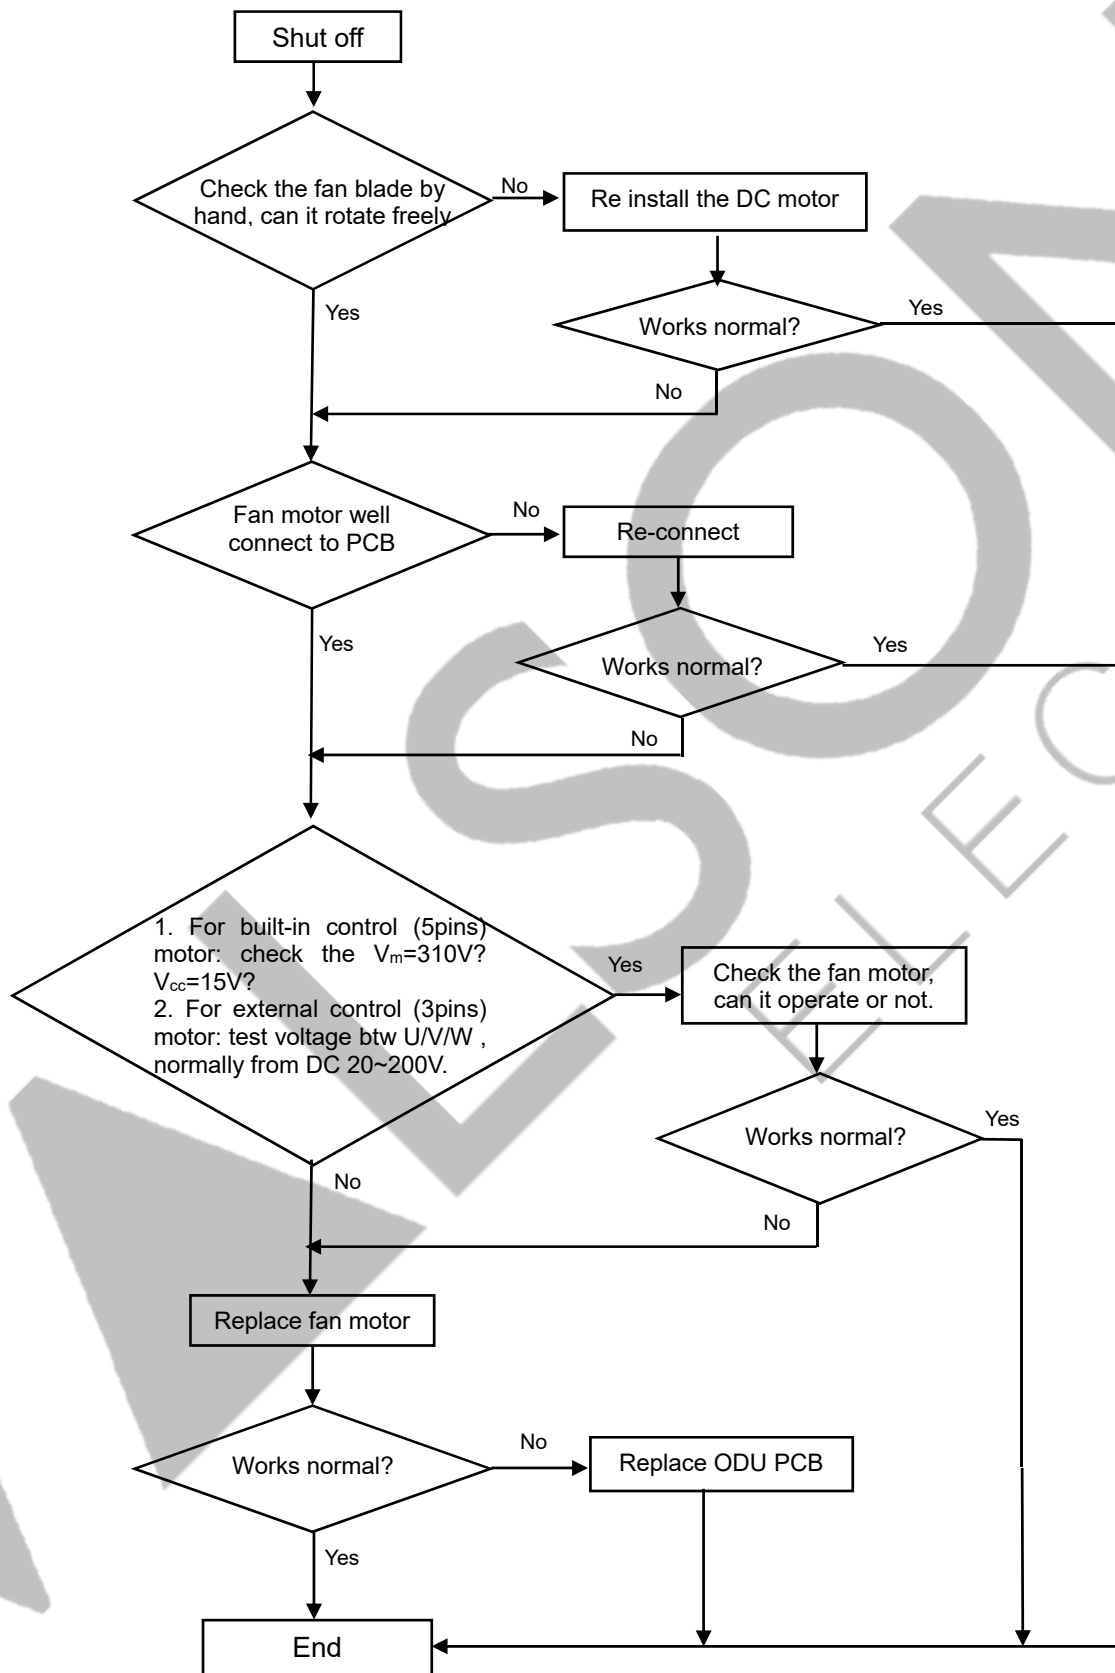 Shut off
Check the fan blade by
hand, can it rotate freely
No
Re install the DC motor
Yes
Works normal?
Yes
No
Fan motor well
connect to PCB
No
Re-connect
Yes
Works normal?
Yes
No
1. For built-in control (5pins)
motor: check the Vm=310V?
Vcc=15V?
2. For external control (3pins)
motor: test voltage btw U/V/W ,
normally from DC 20~200V.
Yes
Check the fan motor,
can it operate or not.
Works normal?
Yes
No
No
Replace fan motor
Works normal?
No
Replace ODU PCB
Yes
End